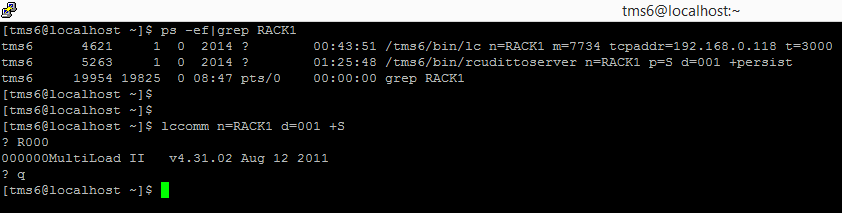 tms6@localhost:~
[tms6@localhost ~]$ ps -ef|grep RACK1
tms6      4621     1  0  2014 ?        00:43:51 /tms6/bin/lc n=RACK1 m=7734 tcpaddr=192.168.0.118 t=3000
tms6      5263     1  0  2014 ?        01:25:48 /tms6/bin/rcudittoserver n=RACK1 p=S d=001 +persist
tms6     19954 19825  0 08:47 pts/0    00:00:00 grep RACK1
[tms6@localhost ~]$
[tms6@localhost ~]$
[tms6@localhost ~]$ lccomm n=RACK1 d=001 +S
? R000
000000MultiLoad II   v4.31.02 Aug 12 2011
? q
[tms6@localhost ~]$